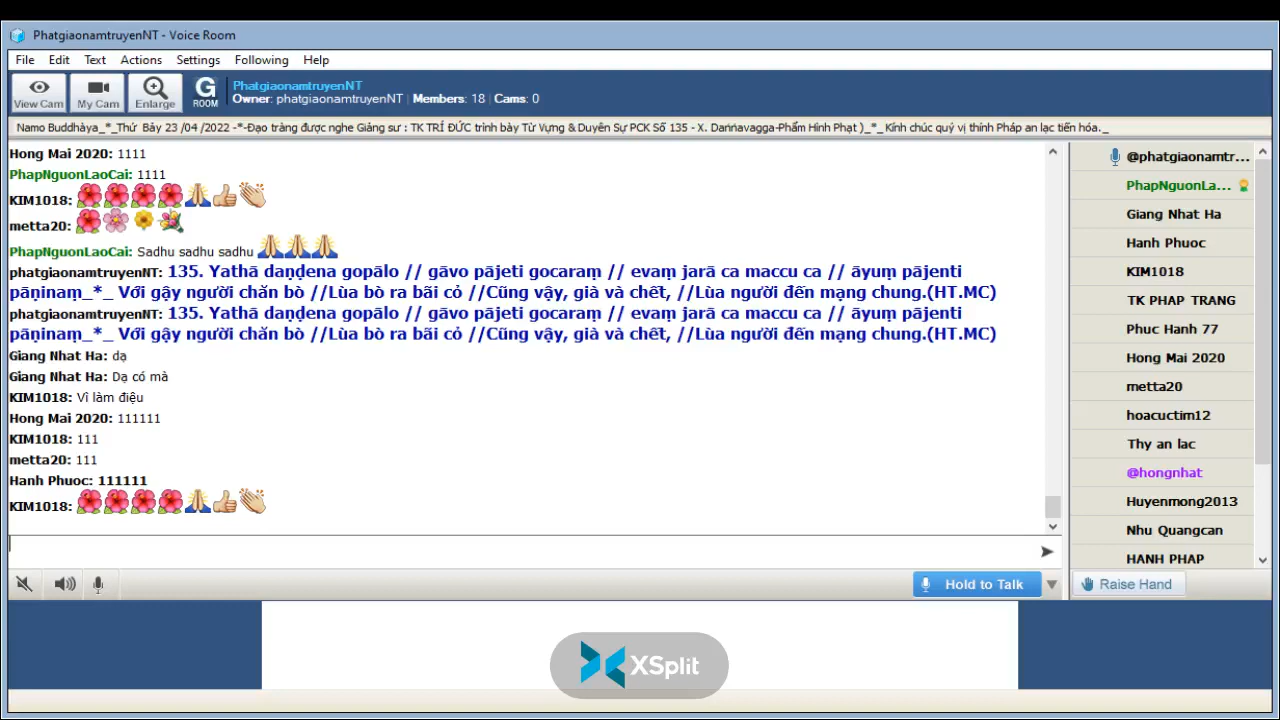 PhatgiaonamtruyenNT - Voice Room
File Edit Text Actions Settings Following Help
View Cam My Cam Enlarge G ROOM
PhatgiaonamtruyenNT
Owner: phatgiaonamtruyenNT | Members: 18 | Cams: 0
Namo Buddhàya_*_Thứ Bảy 23 /04 /2022 -*-Đạo tràng được nghe Giảng sư : TK TRÍ ĐỨC trình bày Từ Vựng & Duyên Sự PCK Số 135 - X. Daṇṇavagga-Phẩm Hình Phạt )_*_ Kính chúc quý vị thính Pháp an lạc tiến hóa._
Hong Mai 2020: 1111
PhapNguonLaoCai: 1111
KIM1018:
metta20:
PhapNguonLaoCai: Sadhu sadhu sadhu
phatgiaonamtruyenNT: 135. Yathā daṇḍena gopālo // gāvo pājeti gocaraṃ // evaṃ jarā ca maccu ca // āyuṃ pājenti
pāṇinaṃ_*_ Với gậy người chăn bò //Lùa bò ra bãi cỏ //Cũng vậy, già và chết, //Lùa người đến mạng chung.(HT.MC)
phatgiaonamtruyenNT: 135. Yathā daṇḍena gopālo // gāvo pājeti gocaraṃ // evaṃ jarā ca maccu ca // āyuṃ pājenti
pāṇinaṃ_*_ Với gậy người chăn bò //Lùa bò ra bãi cỏ //Cũng vậy, già và chết, //Lùa người đến mạng chung.(HT.MC)
Giang Nhat Ha: dạ
Giang Nhat Ha: Dạ có mà
KIM1018: Vì làm điệu
Hong Mai 2020: 111111
KIM1018: 111
metta20: 111
Hanh Phuoc: 111111
KIM1018:
@phatgiaonamtr...
PhapNguonLa...
Giang Nhat Ha
Hanh Phuoc
KIM1018
TK PHAP TRANG
Phuc Hanh 77
Hong Mai 2020
metta20
hoacuctim12
Thy an lac
@hongnhat
Huyenmong2013
Nhu Quangcan
HANH PHAP
Hold to Talk
Raise Hand
XSplit